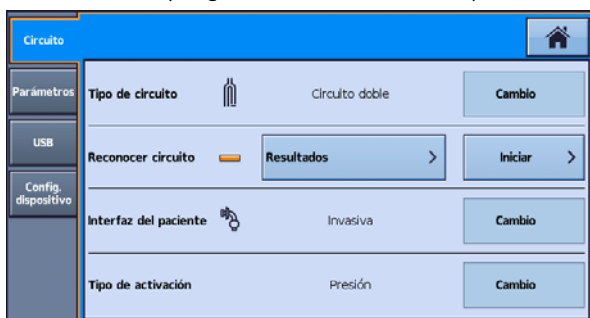 Circuito
Parámetros
USB
Config.
dispositivo
Tipo de circuito Circuito doble Cambio
Reconocer circuito Resultados > Iniciar >
Interfaz del paciente Invasiva Cambio
Tipo de activación Presión Cambio